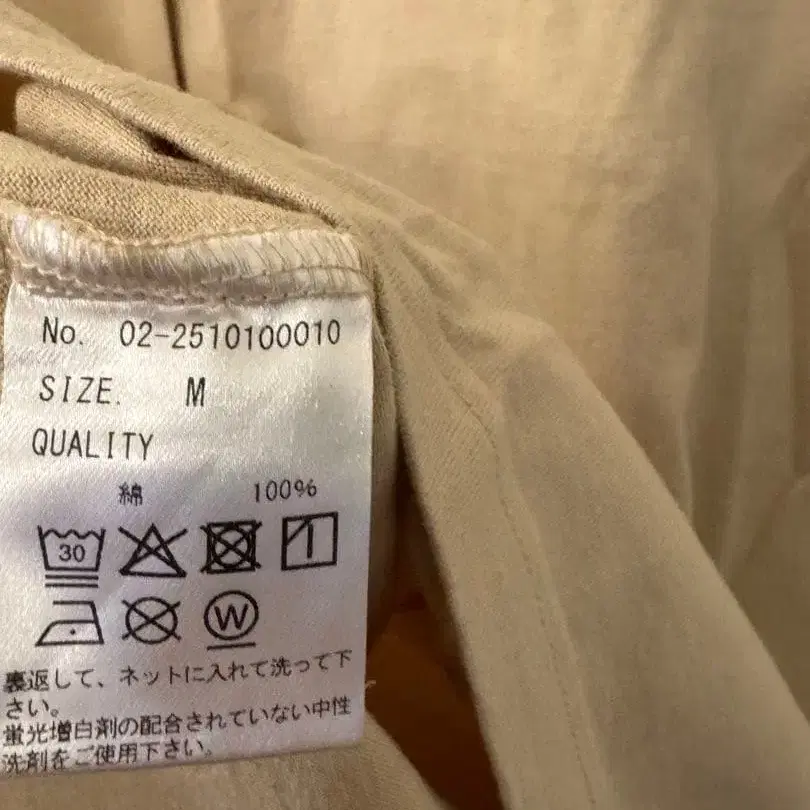 No. 02-2510100010
SIZE. M
QUALITY
綿 100%
30
W
裏返して、ネットに入れて洗って下
さい。
蛍光増白剤の配合されていない中性
洗剤をご使用下さい。